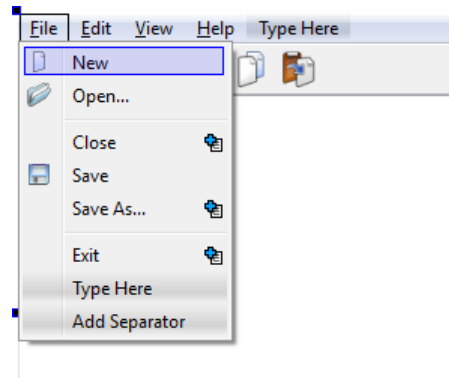 File Edit View Help Type Here
New
Open...
Close
Save
Save As...
Exit
Type Here
Add Separator